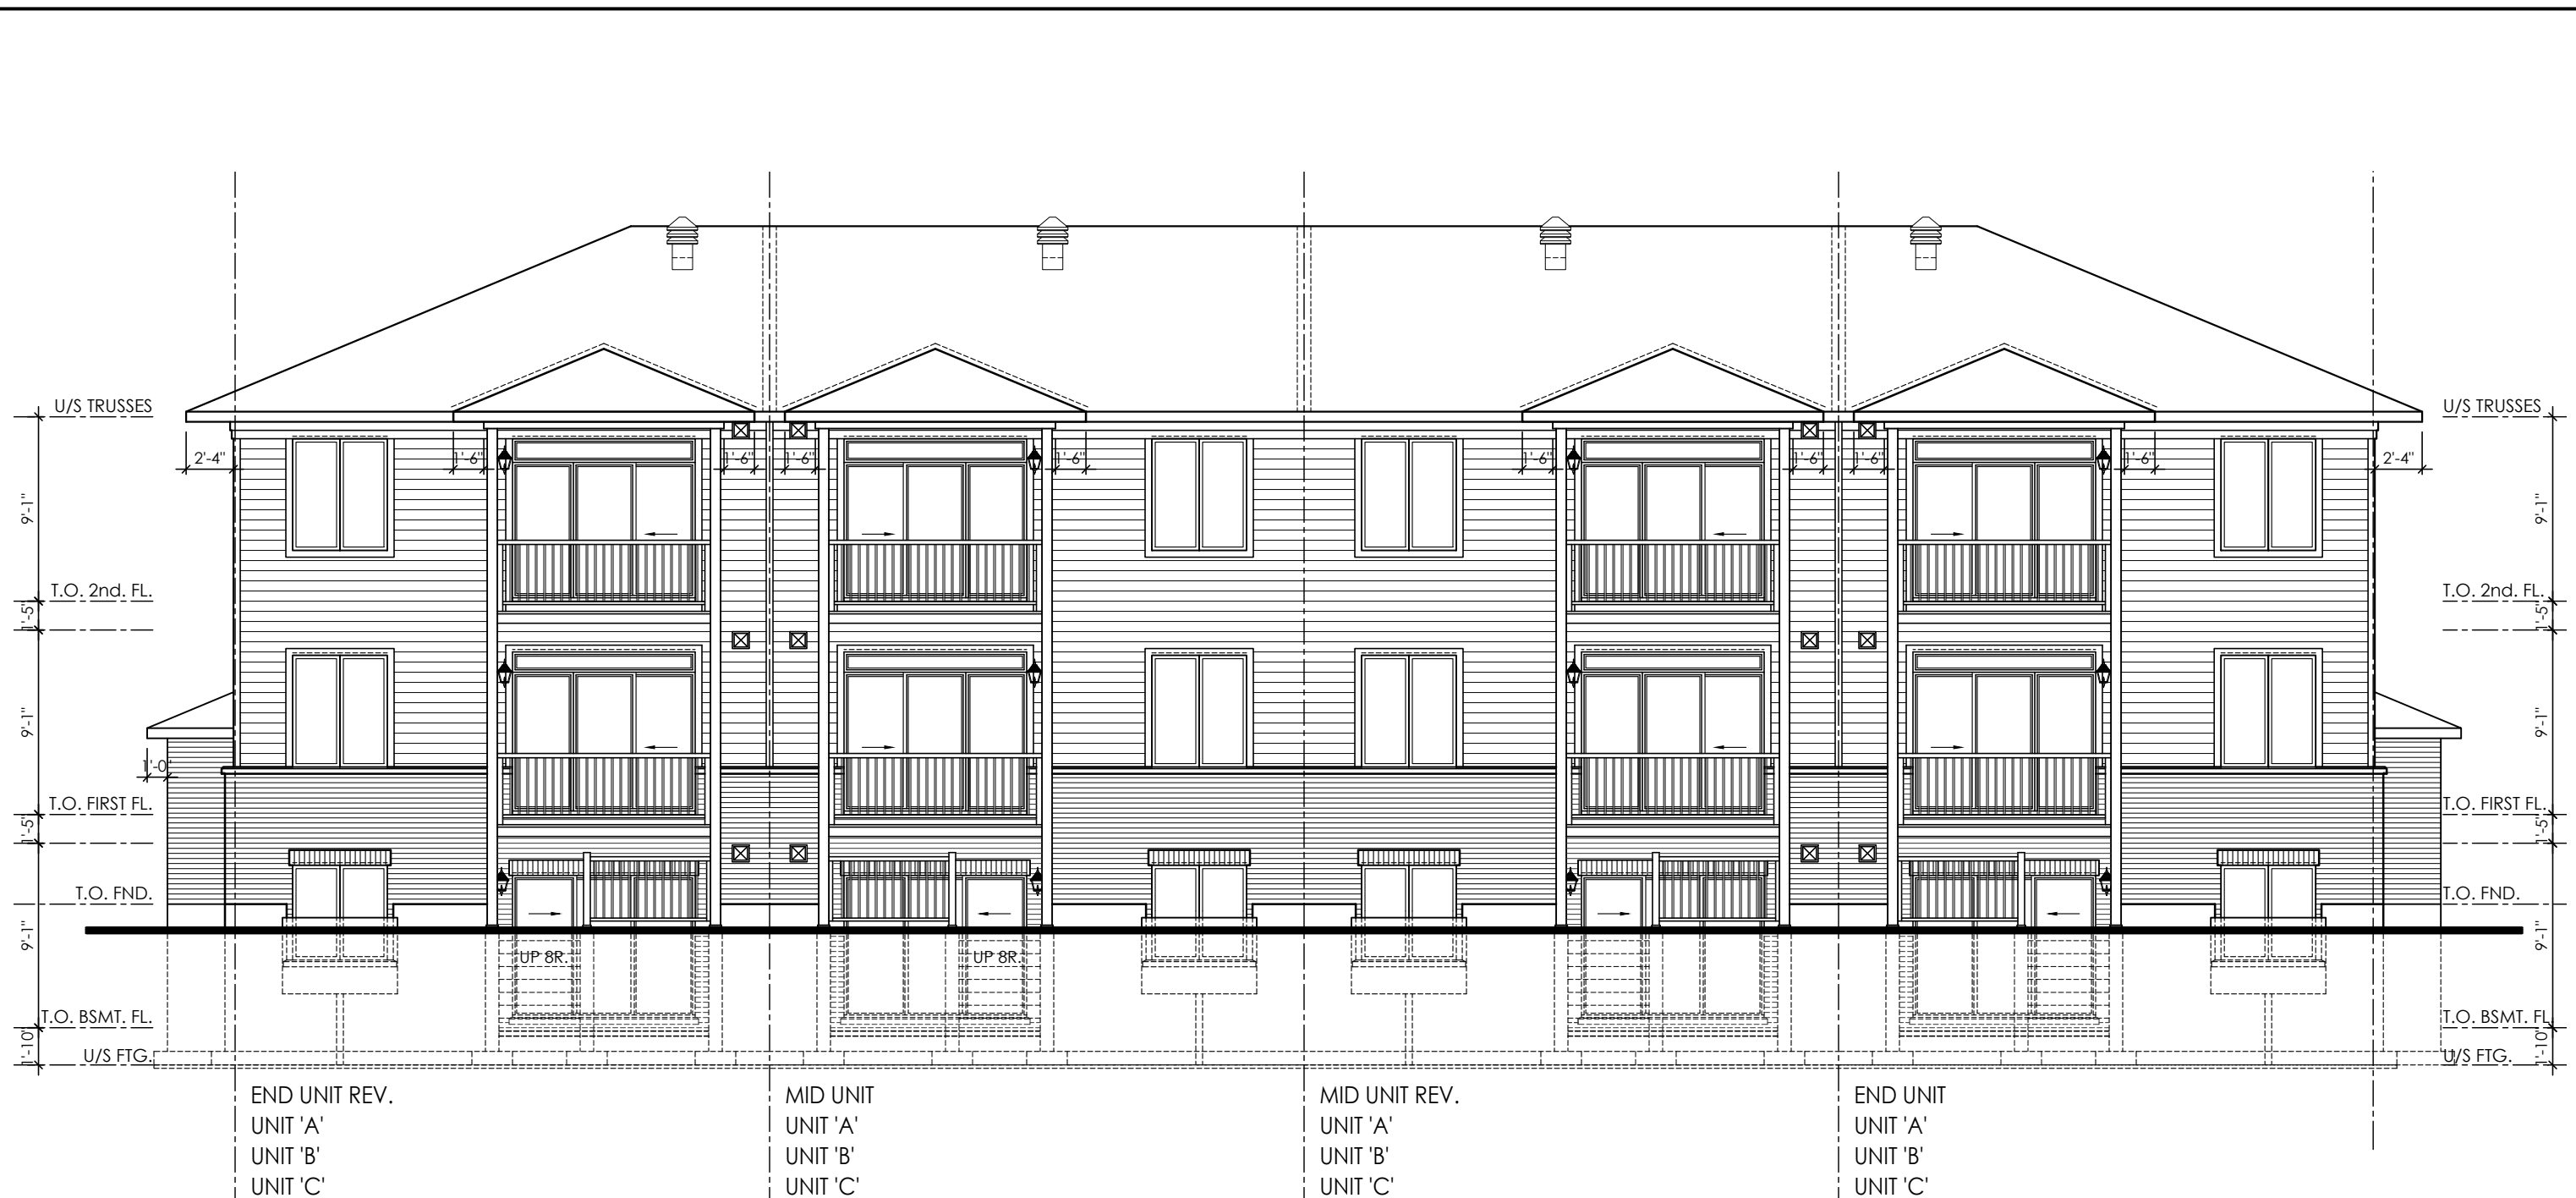 U/S TRUSSES
U/S TRUSSES
2'-4"
1'-6"
1'-6"
1'-6"
1'-6"
1'-6"
1'-6"
1'-6"
1'-6"
2'-4"
9'-1"
9'-1"
T.O. 2nd. FL.
T.O. 2nd. FL.
1'-5"
1'-5"
9'-1"
9'-1"
1'-0"
T.O. FIRST FL.
T.O. FIRST FL.
1'-5"
1'-5"
T.O. FND.
T.O. FND.
9'-1"
9'-1"
UP 8R.
UP 8R.
T.O. BSMT. FL.
T.O. BSMT. FL.
1'-10"
1'-10"
U/S FTG.
U/S FTG.
END UNIT REV.
UNIT 'A'
UNIT 'B'
UNIT 'C'
MID UNIT
UNIT 'A'
UNIT 'B'
UNIT 'C'
MID UNIT REV.
UNIT 'A'
UNIT 'B'
UNIT 'C'
END UNIT
UNIT 'A'
UNIT 'B'
UNIT 'C'